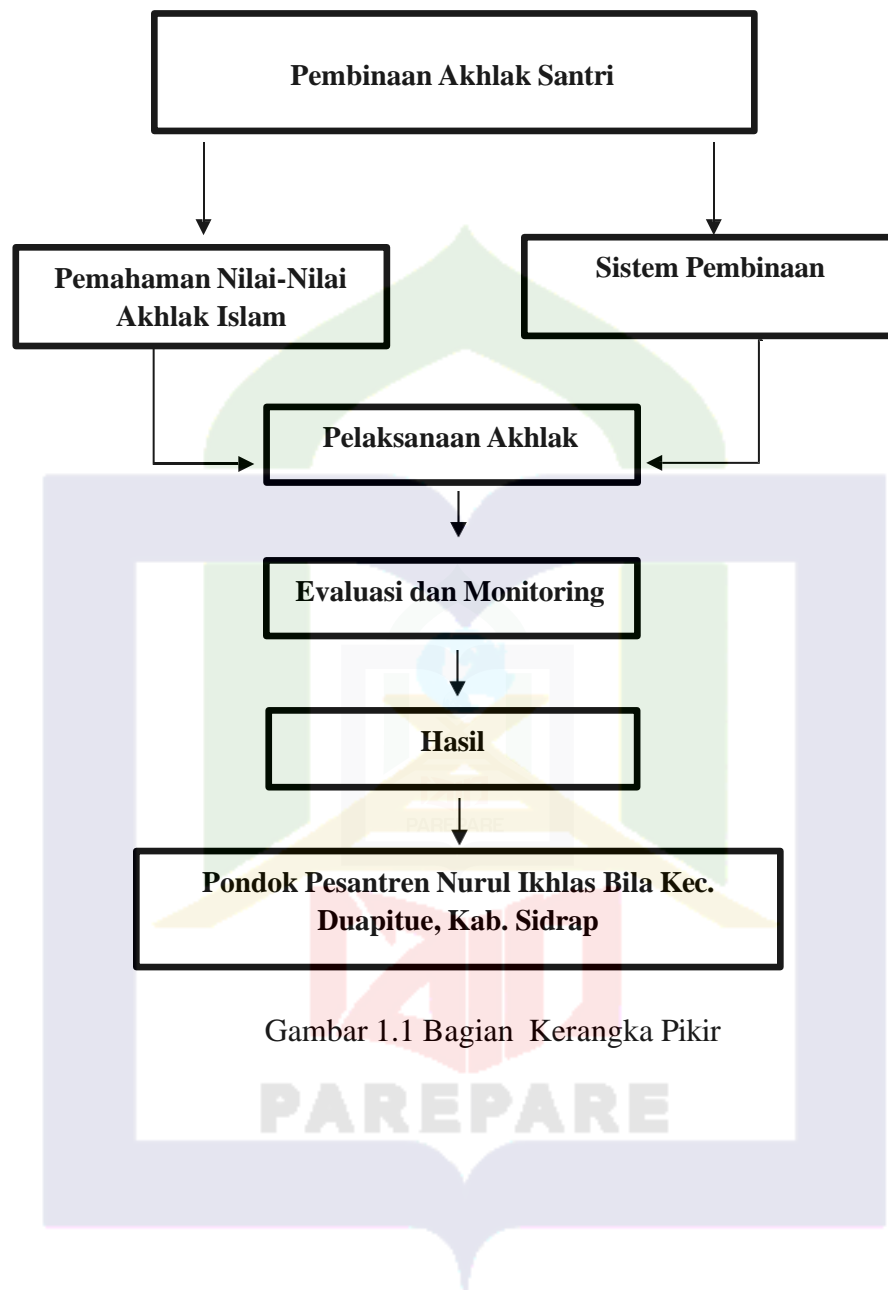 Pembinaan Akhlak Santri
Pemahaman Nilai-Nilai
Akhlak Islam
Sistem Pembinaan
Pelaksanaan Akhlak
Evaluasi dan Monitoring
Hasil
PAREPARE
Pondok Pesantren Nurul Ikhlas Bila Kec.
Duapitue, Kab. Sidrap
Gambar 1.1 Bagian Kerangka Pikir
PAREPARE